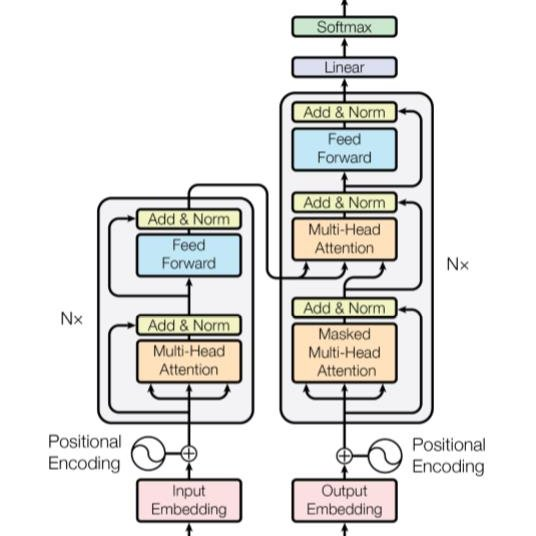 Softmax
Linear
Add & Norm
Feed
Forward
Add & Norm
Multi-Head
Attention
Nx
Add & Norm
Masked
Multi-Head
Attention
Positional
Encoding
Output
Embedding
Add & Norm
Feed
Forward
Nx
Add & Norm
Multi-Head
Attention
Positional
Encoding
Input
Embedding